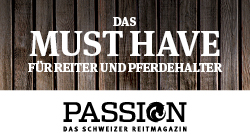 DAS
MUST HAVE
FÜR REITER UND PFERDEHALTER
PASSION
DAS SCHWEIZER REITMAGAZIN